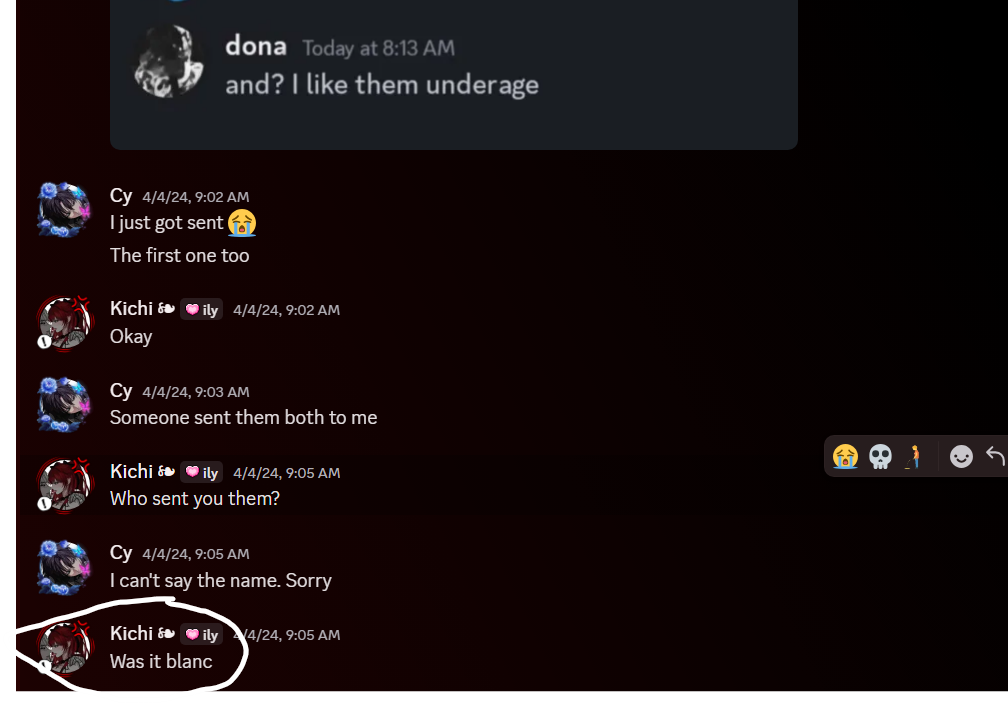 dona Today at 8:13 AM
and? I like them underage
Cy 4/4/24, 9:02 AM
I just got sent 😭
The first one too
Kichi ❧ 💗 ily 4/4/24, 9:02 AM
Okay
Cy 4/4/24, 9:03 AM
Someone sent them both to me
Kichi ❧ 💗 ily 4/4/24, 9:05 AM
Who sent you them?
Cy 4/4/24, 9:05 AM
I can't say the name. Sorry
Kichi ❧ 💗 ily 4/4/24, 9:05 AM
Was it blanc